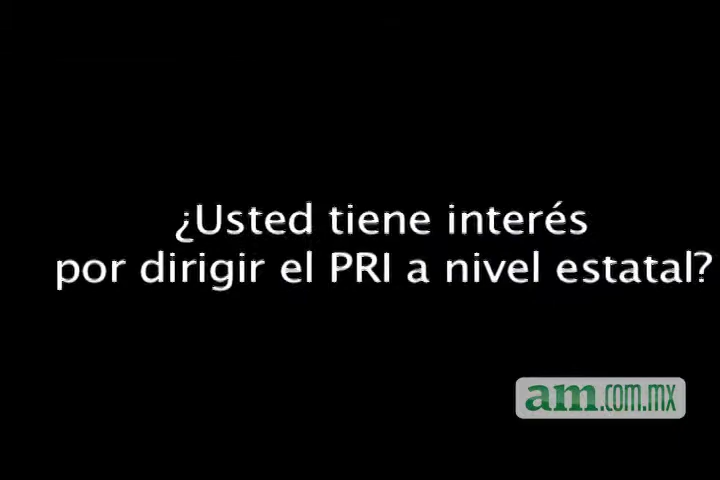 ¿Usted tiene interés
por dirigir el PRI a nivel estatal?
am.com.mx